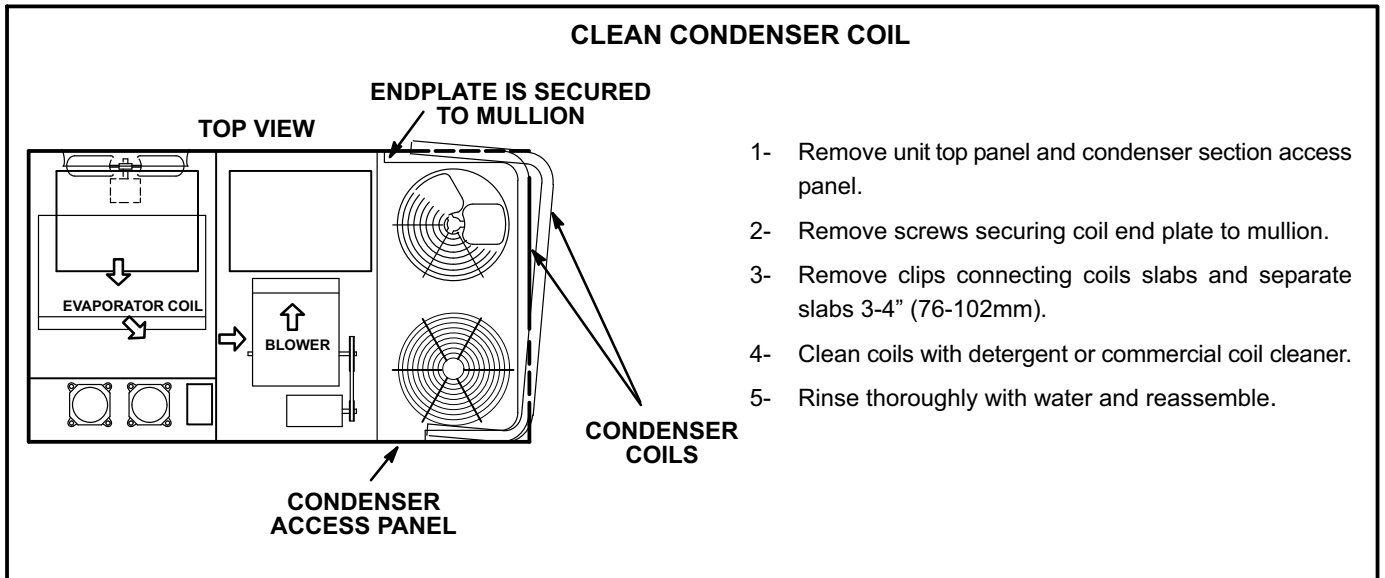 CLEAN CONDENSER COIL
ENDPLATE IS SECURED
TO MULLION
TOP VIEW
EVAPORATOR COIL
BLOWER
CONDENSER
COILS
CONDENSER
ACCESS PANEL
1- Remove unit top panel and condenser section access
panel.
2- Remove screws securing coil end plate to mullion.
3- Remove clips connecting coils slabs and separate
slabs 3-4” (76-102mm).
4- Clean coils with detergent or commercial coil cleaner.
5- Rinse thoroughly with water and reassemble.